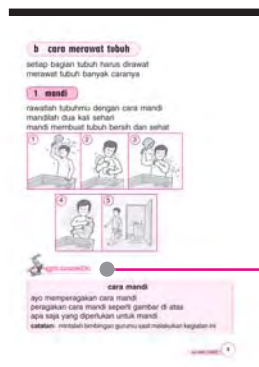 b cara merawat tubuh
setiap bagian tubuh harus dirawat
merawat tubuh banyak caranya
1 mandi
rawatlah tubuhmu dengan cara mandi
mandilah dua kali sehari
mandi membuat tubuh bersih dan sehat
1
2
3
4
5
cara mandi
ayo memperagakan cara mandi
peragakan cara mandi seperti gambar di atas
apa saja yang diperlukan untuk mandi
catatan: mintalah bimbingan gurumu saat melakukan kegiatan ini